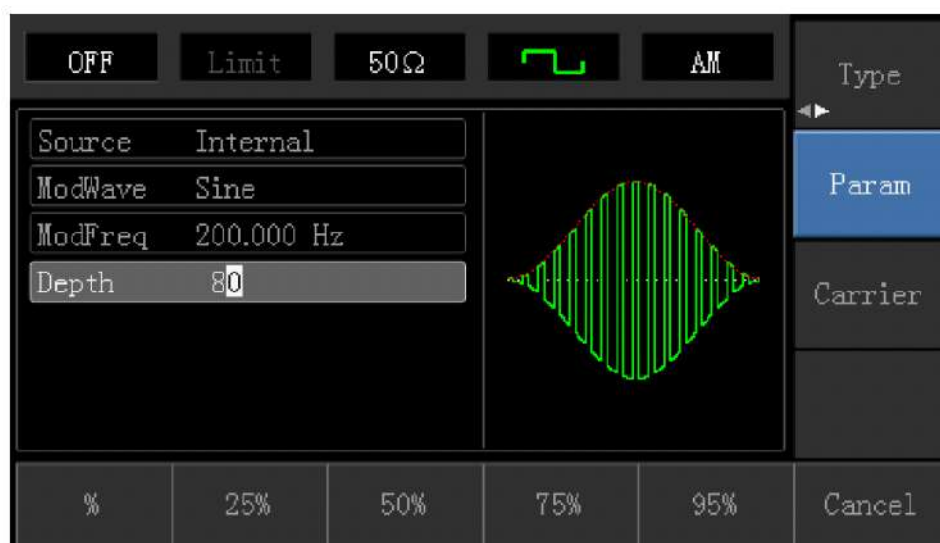 OFF Limit 50Ω AM
Type
Source Internal
ModWave Sine
ModFreq 200.000 Hz
Depth 80
Param
Carrier
% 25% 50% 75% 95% Cancel